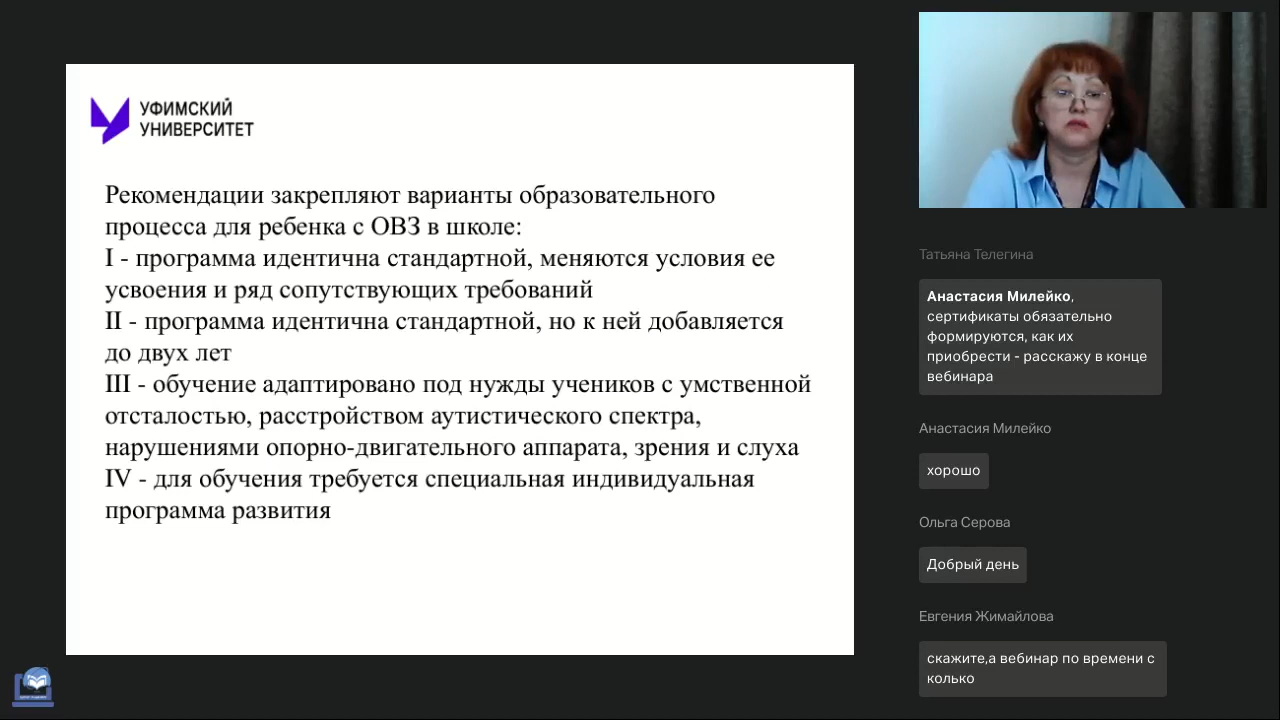 УФИМСКИЙ
УНИВЕРСИТЕТ
Рекомендации закрепляют варианты образовательного
процесса для ребенка с ОВЗ в школе:
I - программа идентична стандартной, меняются условия ее
усвоения и ряд сопутствующих требований
II - программа идентична стандартной, но к ней добавляется
до двух лет
III - обучение адаптировано под нужды учеников с умственной
отсталостью, расстройством аутистического спектра,
нарушениями опорно-двигательного аппарата, зрения и слуха
IV - для обучения требуется специальная индивидуальная
программа развития
Татьяна Телегина
Анастасия Милейко,
сертификаты обязательно
формируются, как их
приобрести - расскажу в конце
вебинара
Анастасия Милейко
хорошо
Ольга Серова
Добрый день
Евгения Жимайлова
скажите,а вебинар по времени с
колько